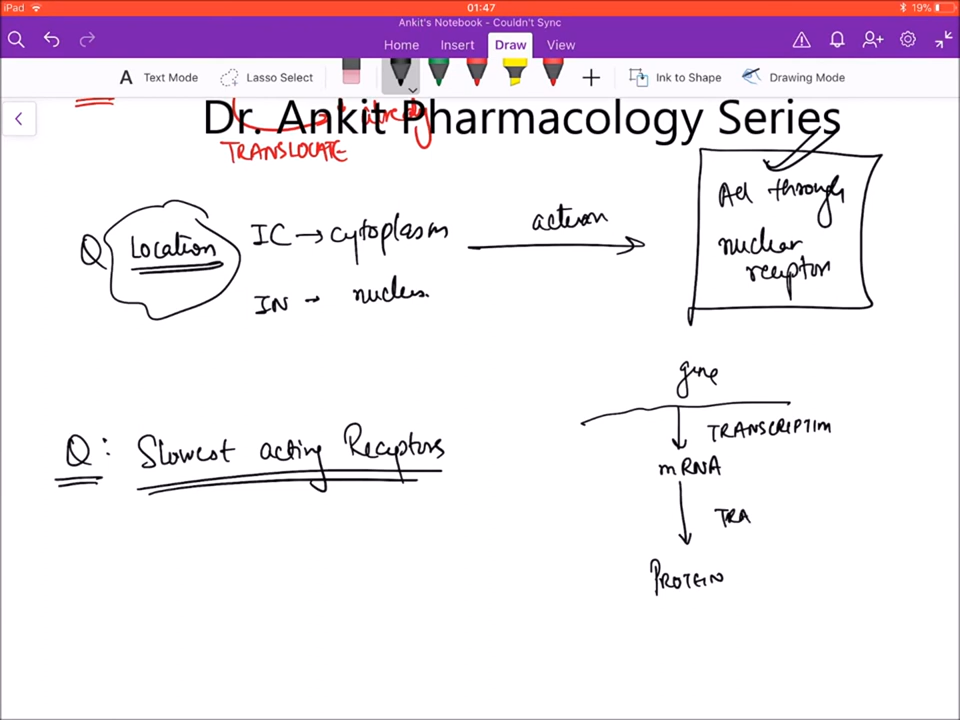 iPad 01:47 19%
Ankit's Notebook - Couldn't Sync
Home Insert Draw View
A Text Mode Lasso Select Ink to Shape Drawing Mode
Dr. Ankit Pharmacology Series
TRANSLOCATE
Q Location IC → cytoplasm action Act through
nuclear
receptor
IN → nucleus
gene
TRANSCRIPTIM
Q: Slowest acting Receptors
mRNA
TRA
PROTEIN